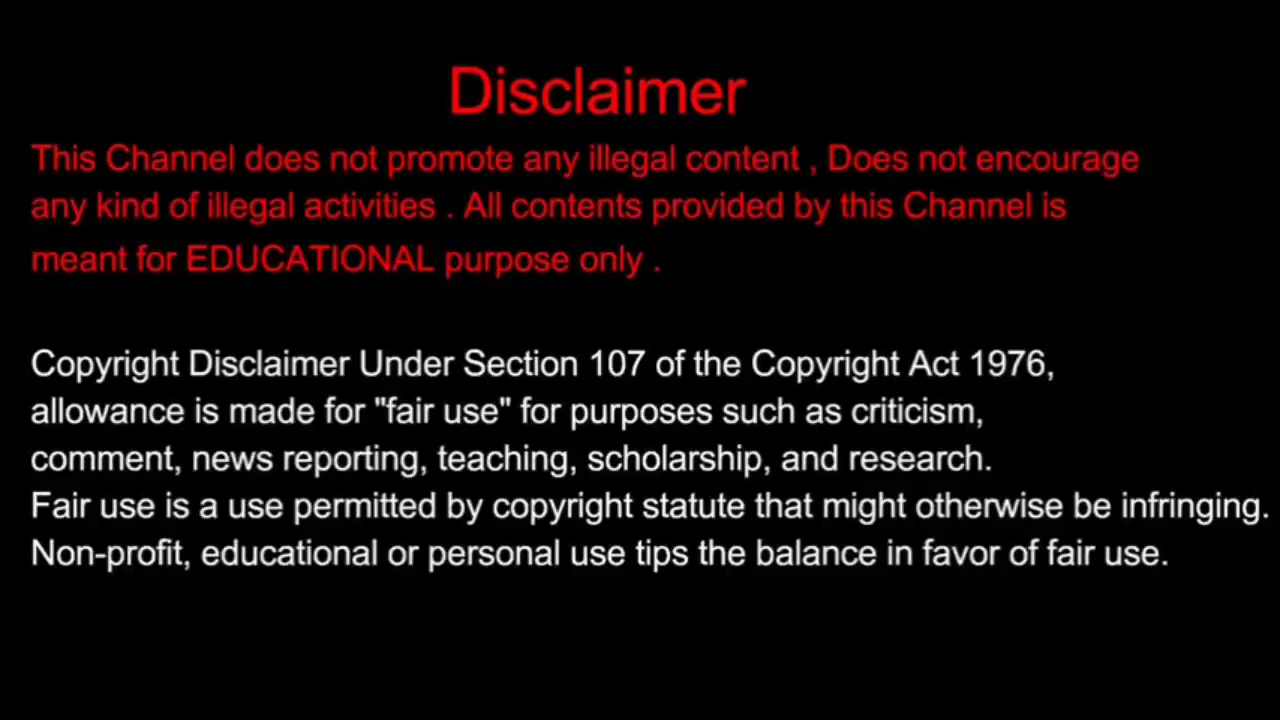 Disclaimer
This Channel does not promote any illegal content , Does not encourage
any kind of illegal activities . All contents provided by this Channel is
meant for EDUCATIONAL purpose only .
Copyright Disclaimer Under Section 107 of the Copyright Act 1976,
allowance is made for "fair use" for purposes such as criticism,
comment, news reporting, teaching, scholarship, and research.
Fair use is a use permitted by copyright statute that might otherwise be infringing.
Non-profit, educational or personal use tips the balance in favor of fair use.